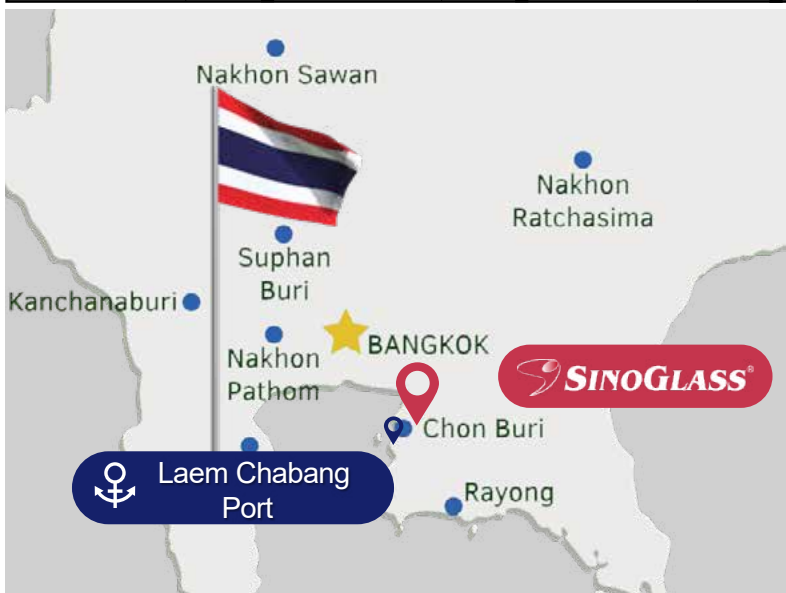 Nakhon Sawan
Nakhon
Ratchasima
Suphan
Buri
Kanchanaburi
BANGKOK
Nakhon
Pathom
SINOGLASS®
Chon Buri
Laem Chabang
Port
Rayong